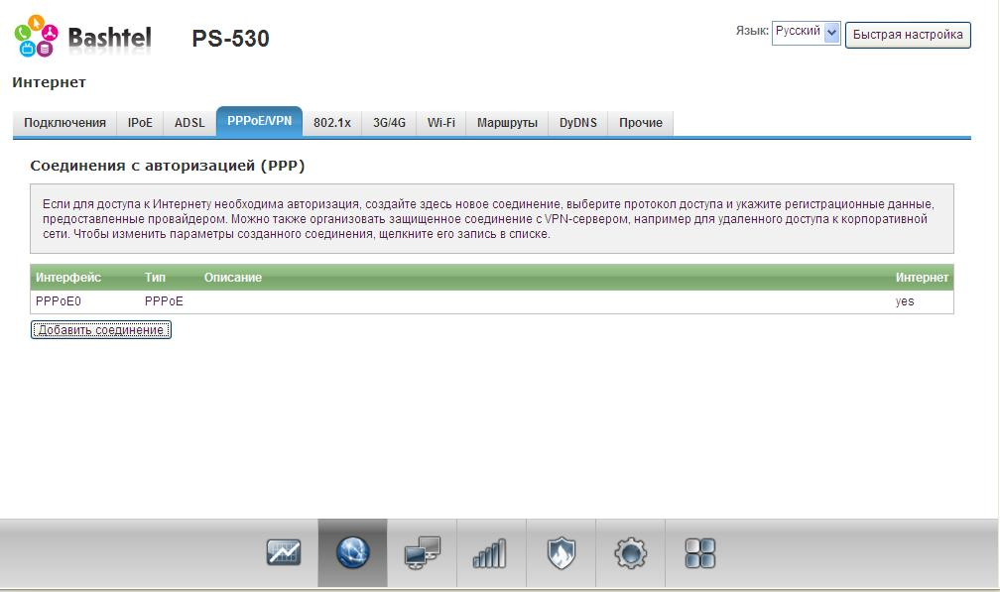 Bashtel PS-530 Язык: Русский Быстрая настройка
Интернет
Подключения IPoE ADSL PPPoE/VPN 802.1x 3G/4G Wi-Fi Маршруты DyDNS Прочие
Соединения с авторизацией (PPP)
Если для доступа к Интернету необходима авторизация, создайте здесь новое соединение, выберите протокол доступа и укажите регистрационные данные,
предоставленные провайдером. Можно также организовать защищенное соединение с VPN-сервером, например для удаленного доступа к корпоративной
сети. Чтобы изменить параметры созданного соединения, щелкните его запись в списке.
Интерфейс Тип Описание Интернет
PPPoE0 PPPoE yes
Добавить соединение